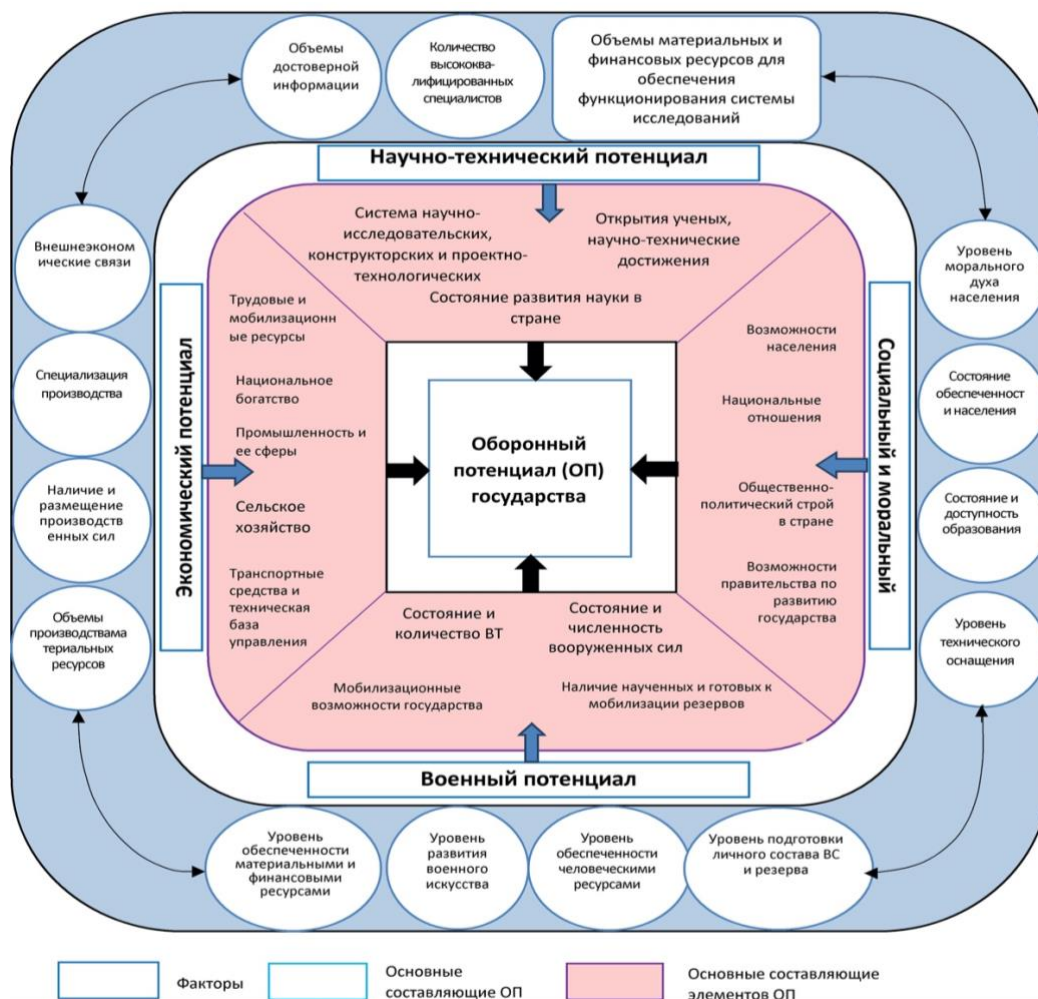 Объемы
достоверной
информации
Количество
высококва-
лифицированных
специалистов
Объемы материальных и
финансовых ресурсов для
обеспечения
функционирования системы
исследований
Научно-технический потенциал
Система научно-
исследовательских,
конструкторских и проектно-
технологических
Открытия ученых,
научно-технические
достижения
Состояние развития науки в
стране
Внешнеэконом
ические связи
Специализация
производства
Наличие и
размещение
производств
енных сил
Объемы
производствама
териальных
ресурсов
Экономический потенциал
Трудовые и
мобилизационн
ые ресурсы
Национальное
богатство
Промышленность и
ее сферы
Сельское
хозяйство
Транспортные
средства и
техническая
база
управления
Оборонный
потенциал (ОП)
государства
Возможности
населения
Национальные
отношения
Общественно-
политический строй
в стране
Возможности
правительства по
развитию
государства
Социальный и моральный
Уровень
морального
духа
населения
Состояние
обеспеченност
и населения
Состояние и
доступность
образования
Уровень
технического
оснащения
Состояние и
количество ВТ
Состояние и
численность
вооруженных сил
Мобилизационные
возможности государства
Наличие наученных и готовых к
мобилизации резервов
Военный потенциал
Уровень
обеспеченности
материальными и
финансовыми
ресурсами
Уровень
развития
военного
искусства
Уровень
обеспеченности
человеческими
ресурсами
Уровень подготовки
личного состава ВС
и резерва
Факторы
Основные
составляющие ОП
Основные составляющие
элементов ОП